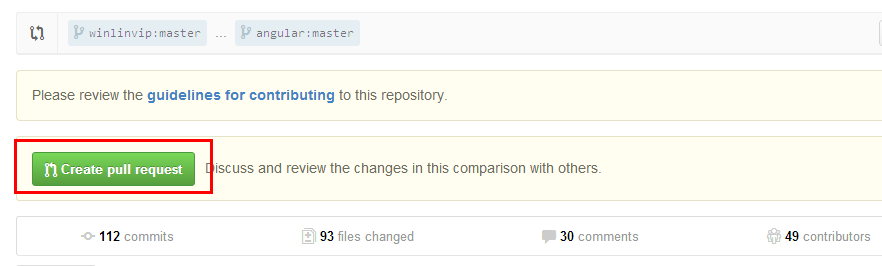 winlinvip:master ... angular:master
Please review the guidelines for contributing to this repository.
Create pull request Discuss and review the changes in this comparison with others.
112 commits 93 files changed 30 comments 49 contributors